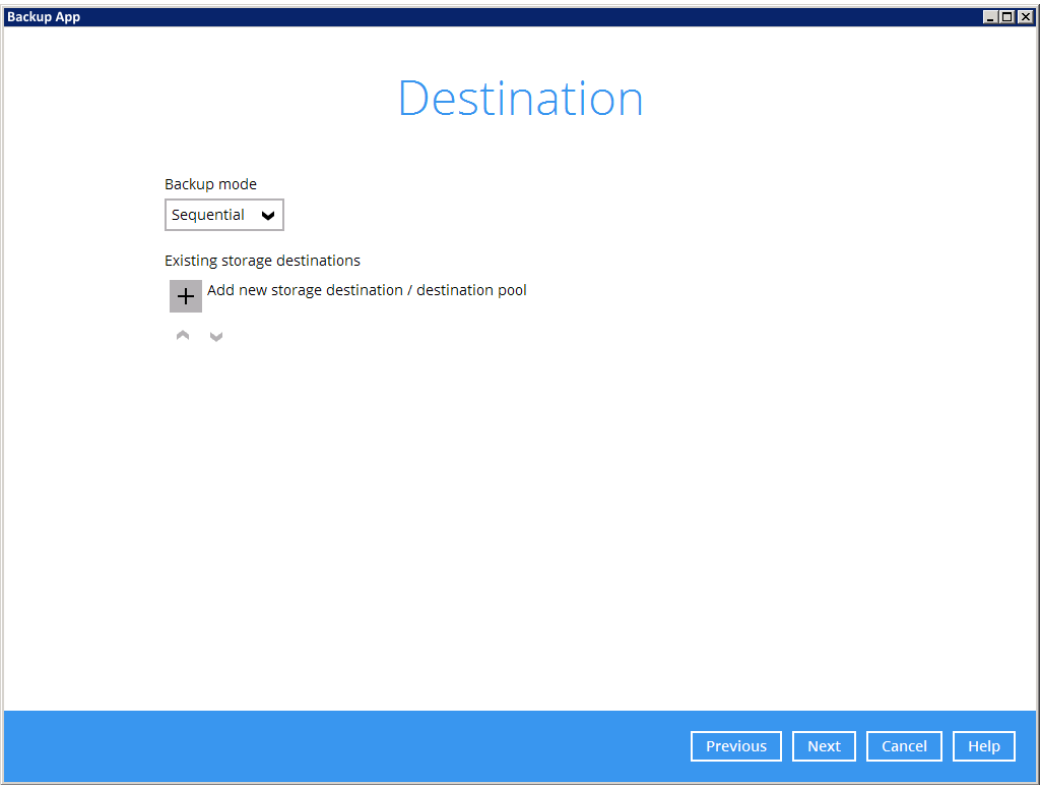 Backup App
Destination
Backup mode
Sequential
Existing storage destinations
Add new storage destination / destination pool
Previous Next Cancel Help